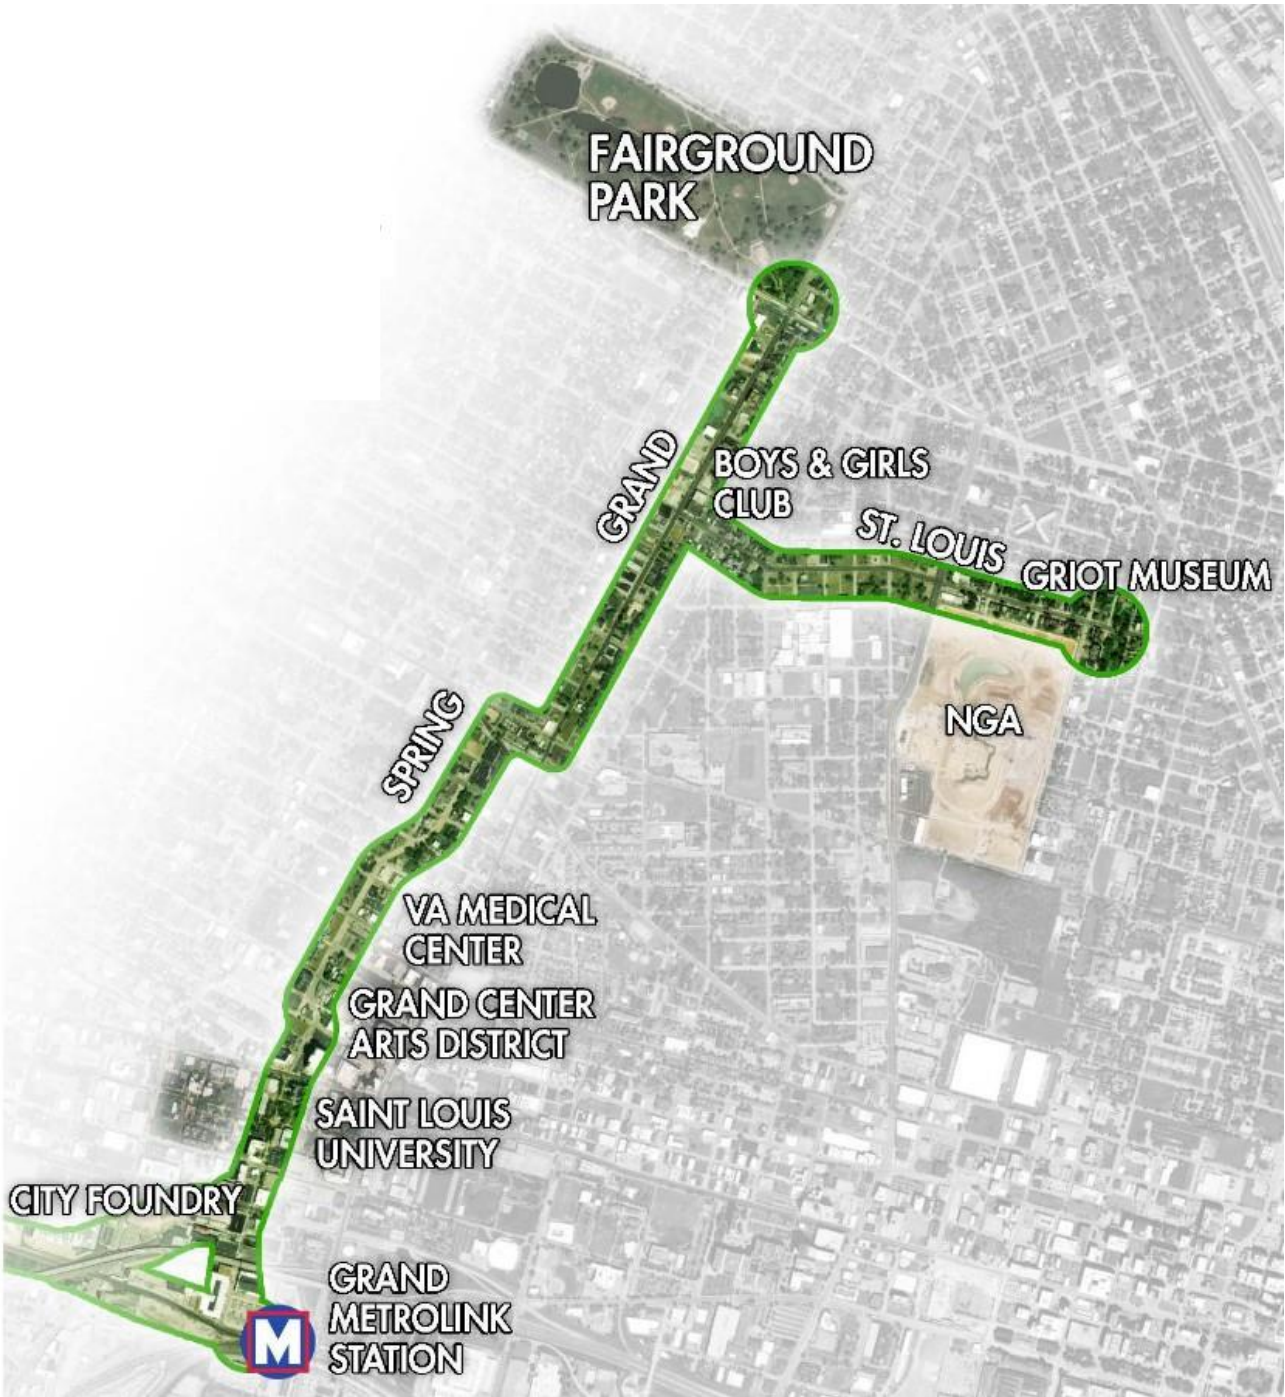 FAIRGROUND
PARK
GRAND
BOYS & GIRLS
CLUB
ST. LOUIS
GRIOT MUSEUM
NGA
SPRING
VA MEDICAL
CENTER
GRAND CENTER
ARTS DISTRICT
SAINT LOUIS
UNIVERSITY
CITY FOUNDRY
GRAND
METROLINK
STATION
M